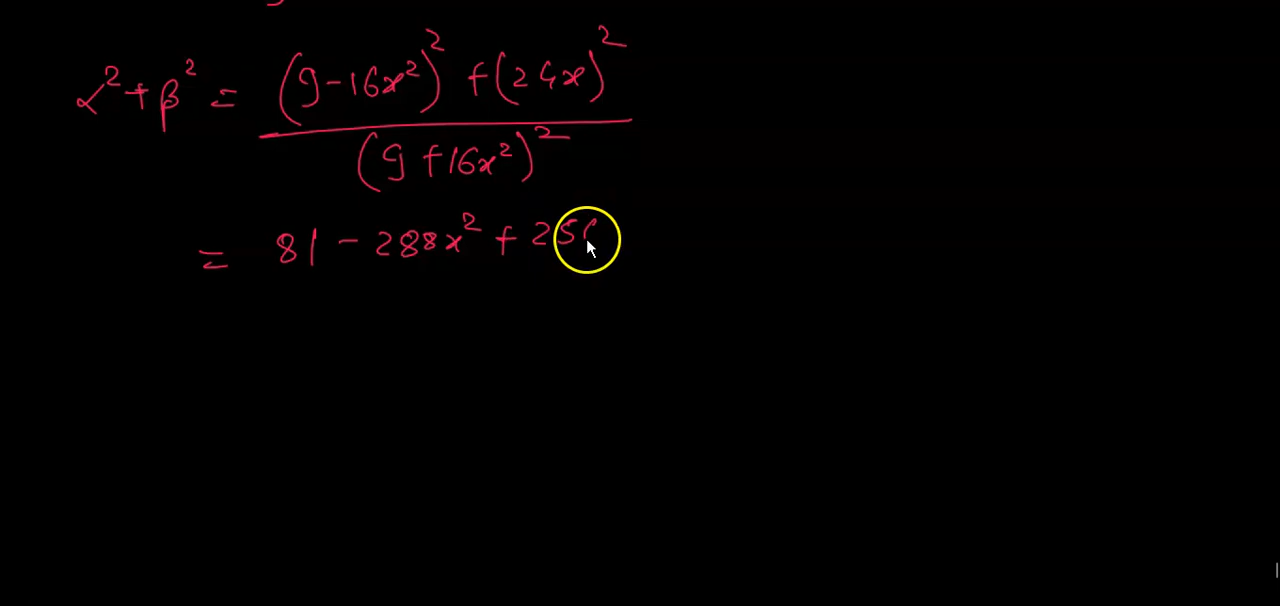 α² + β² = (9 - 16x²)² + (24x)²
(9 + 16x²)²
= 81 - 288x² + 25